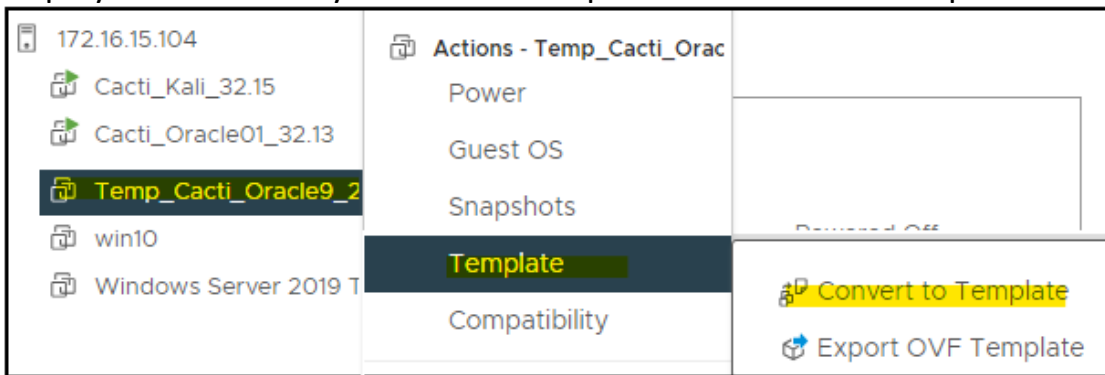 172.16.15.104
Cacti_Kali_32.15
Cacti_Oracle01_32.13
Temp_Cacti_Oracle9_2
win10
Windows Server 2019 T
Actions - Temp_Cacti_Orac
Power
Guest OS
Snapshots
Template
Compatibility
Powered Off
Convert to Template
Export OVF Template